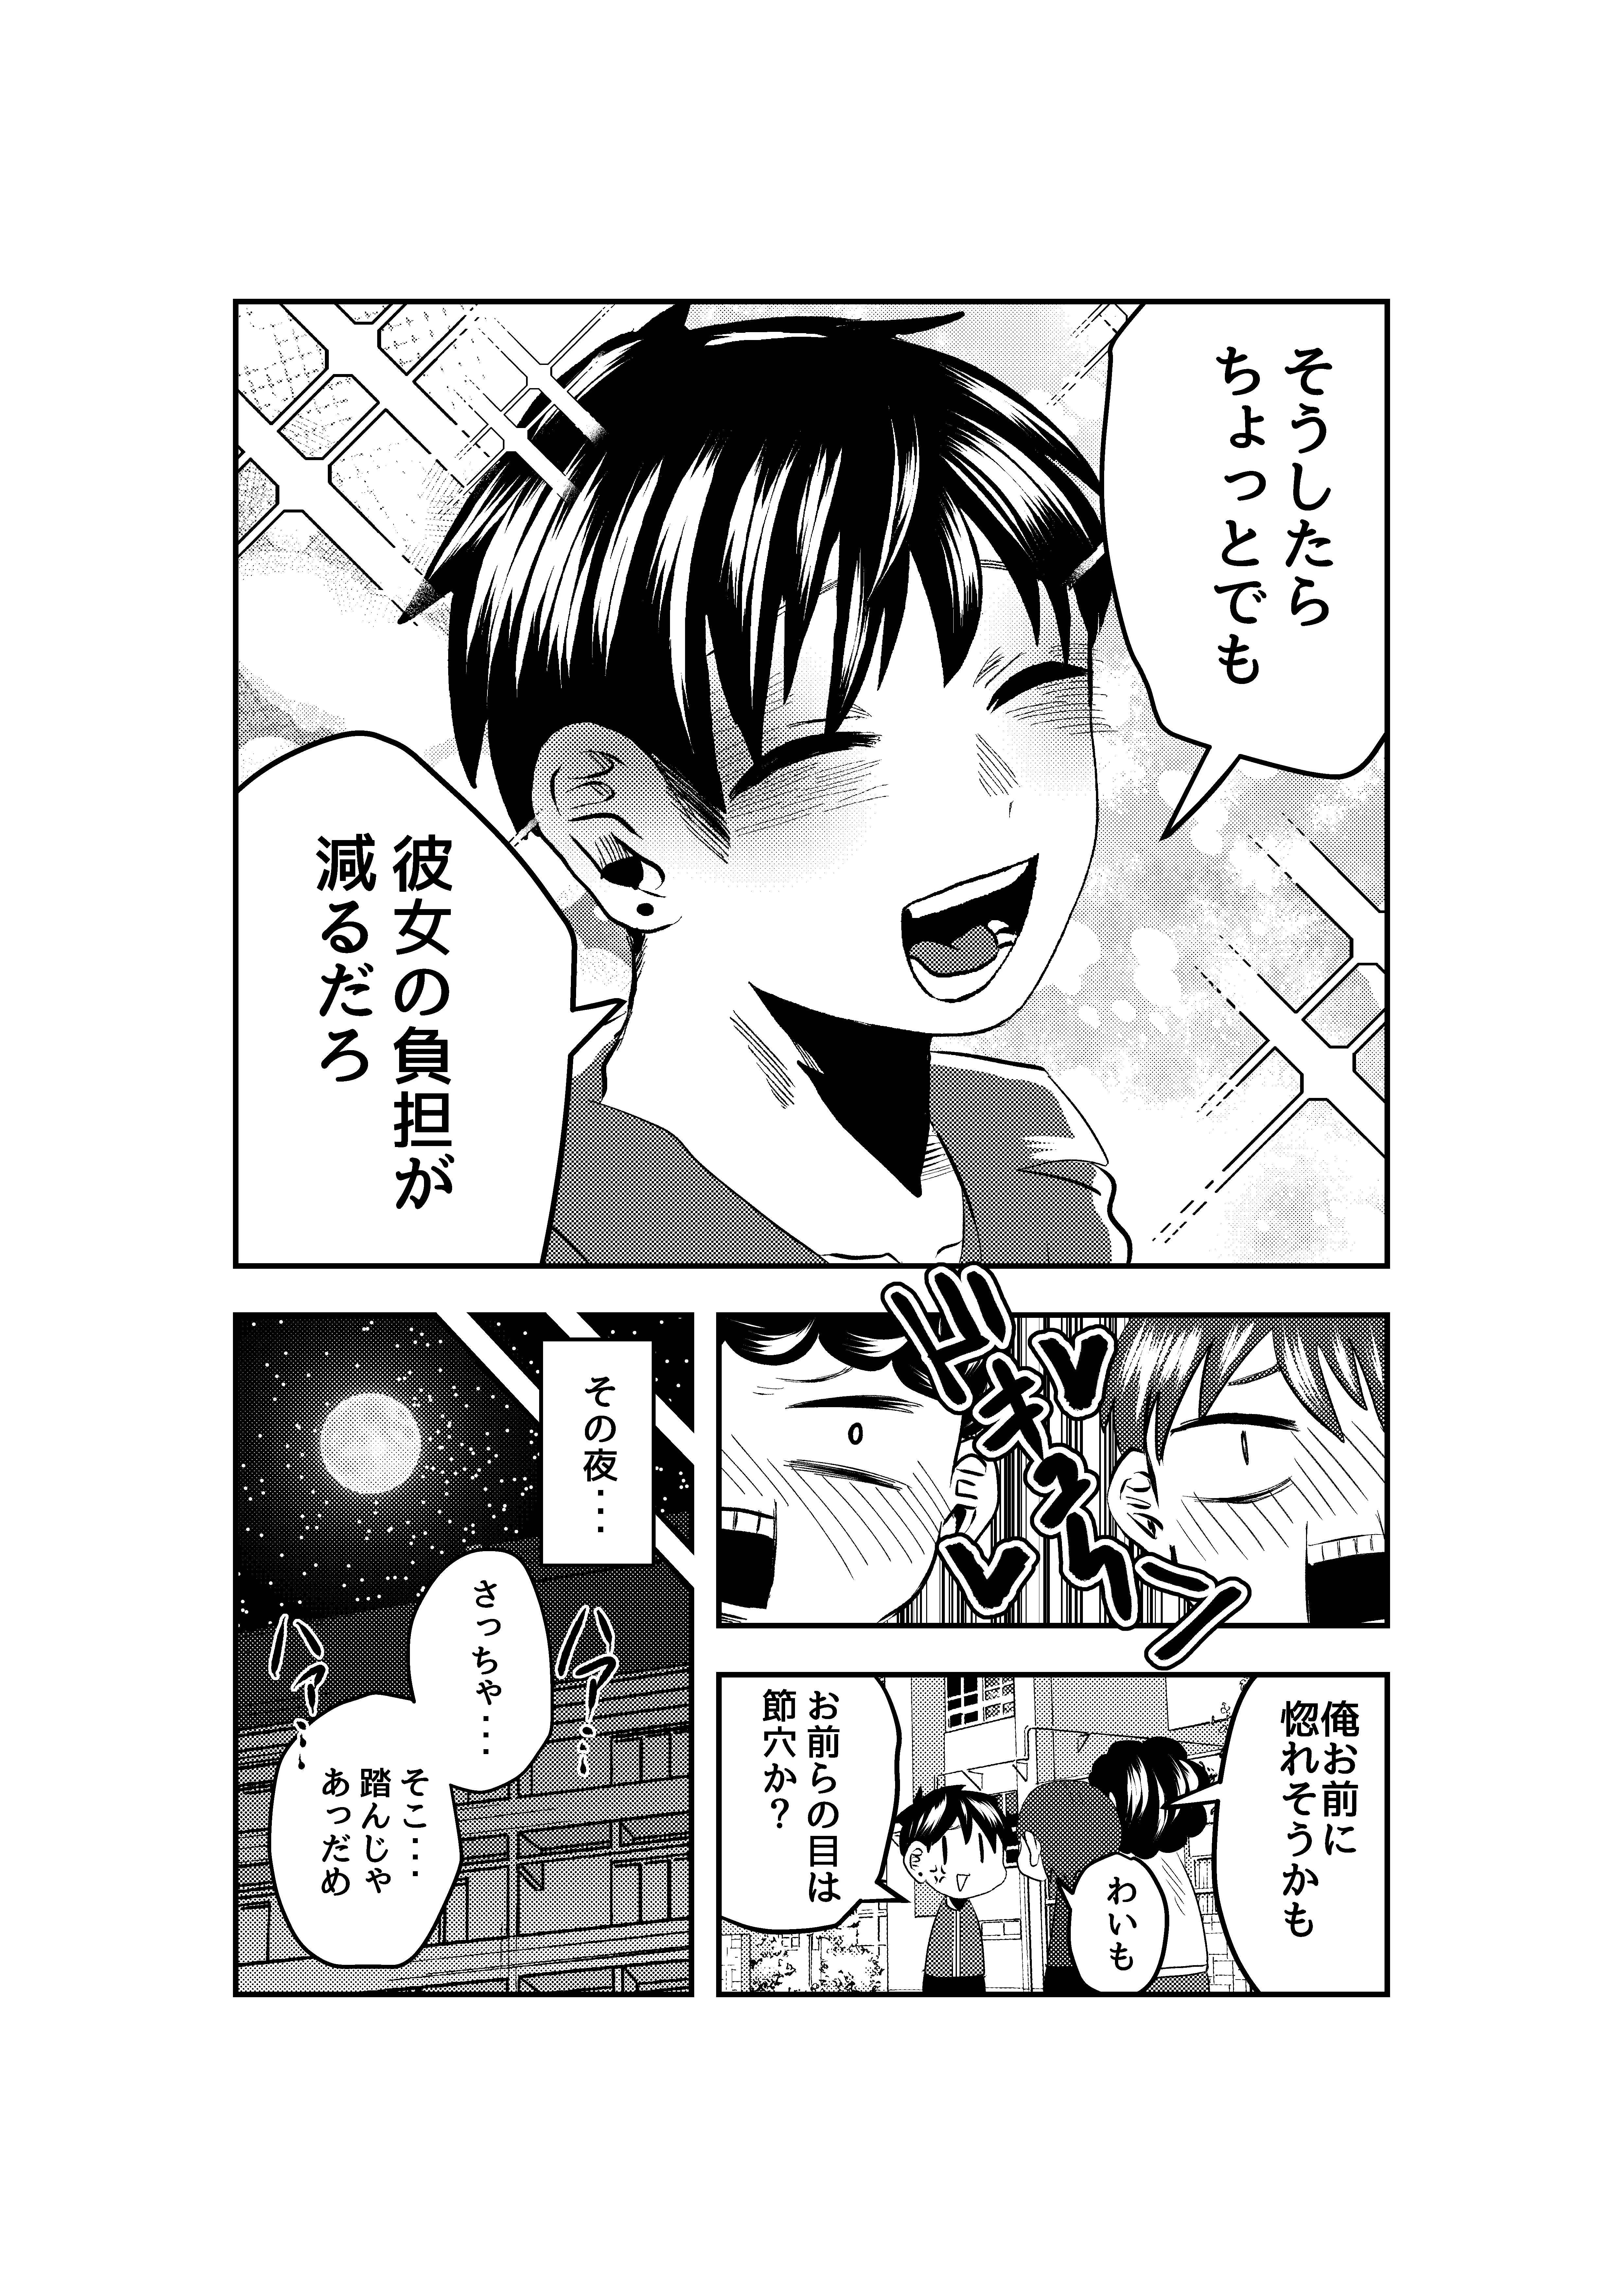 そうしたら
ちょっとでも
彼女の負担が
減るだろ
ドキュゥーン
俺お前に
惚れそうかも
わいも
お前らの目は
節穴か？
その夜・・・
ハァ・・・
さっちゃ・・・
そこ・・・
踏んじゃ
あっだめ
ハァ・・・